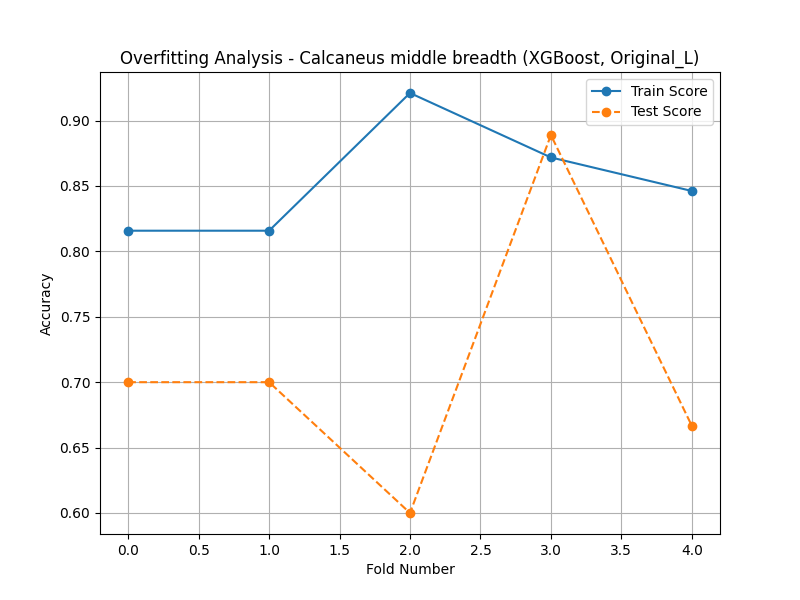 Overfitting Analysis - Calcaneus middle breadth (XGBoost, Original_L)
Train Score
Test Score
0.90
0.85
0.80
0.75
0.70
0.65
0.60
Accuracy
0.0 0.5 1.0 1.5 2.0 2.5 3.0 3.5 4.0
Fold Number